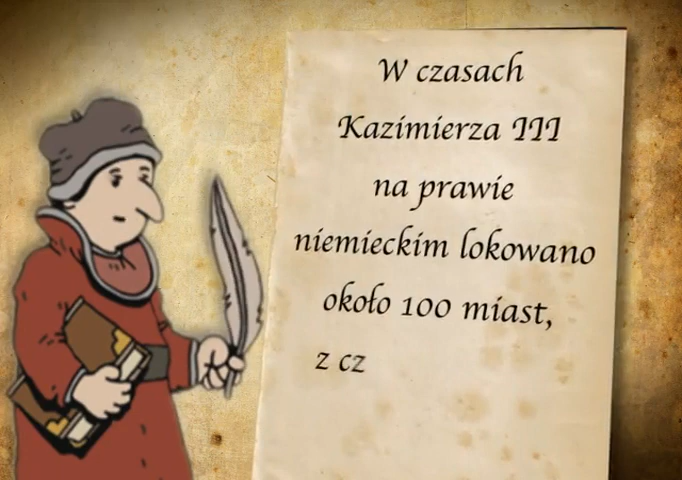 W czasach
Kazimierza III
na prawie
niemieckim lokowano
około 100 miast,
z cz